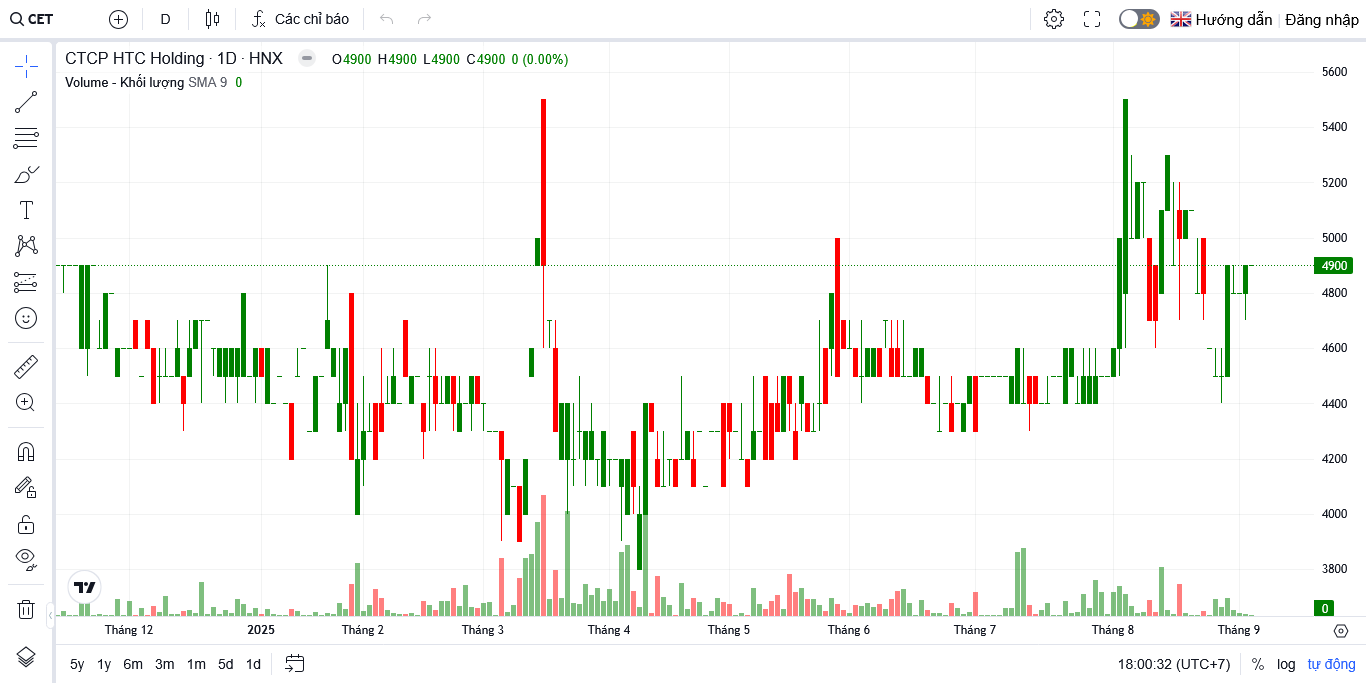 CET D Các chỉ báo Hướng dẫn Đăng nhập
CTCP HTC Holding · 1D · HNX O4900 H4900 L4900 C4900 0 (0.00%)
Volume - Khối lượng SMA 9 0
5600
5400
5200
5000
4900
4800
4600
4400
4200
4000
3800
0
Tháng 12 2025 Tháng 2 Tháng 3 Tháng 4 Tháng 5 Tháng 6 Tháng 7 Tháng 8 Tháng 9
5y 1y 6m 3m 1m 5d 1d 18:00:32 (UTC+7) % log tự động